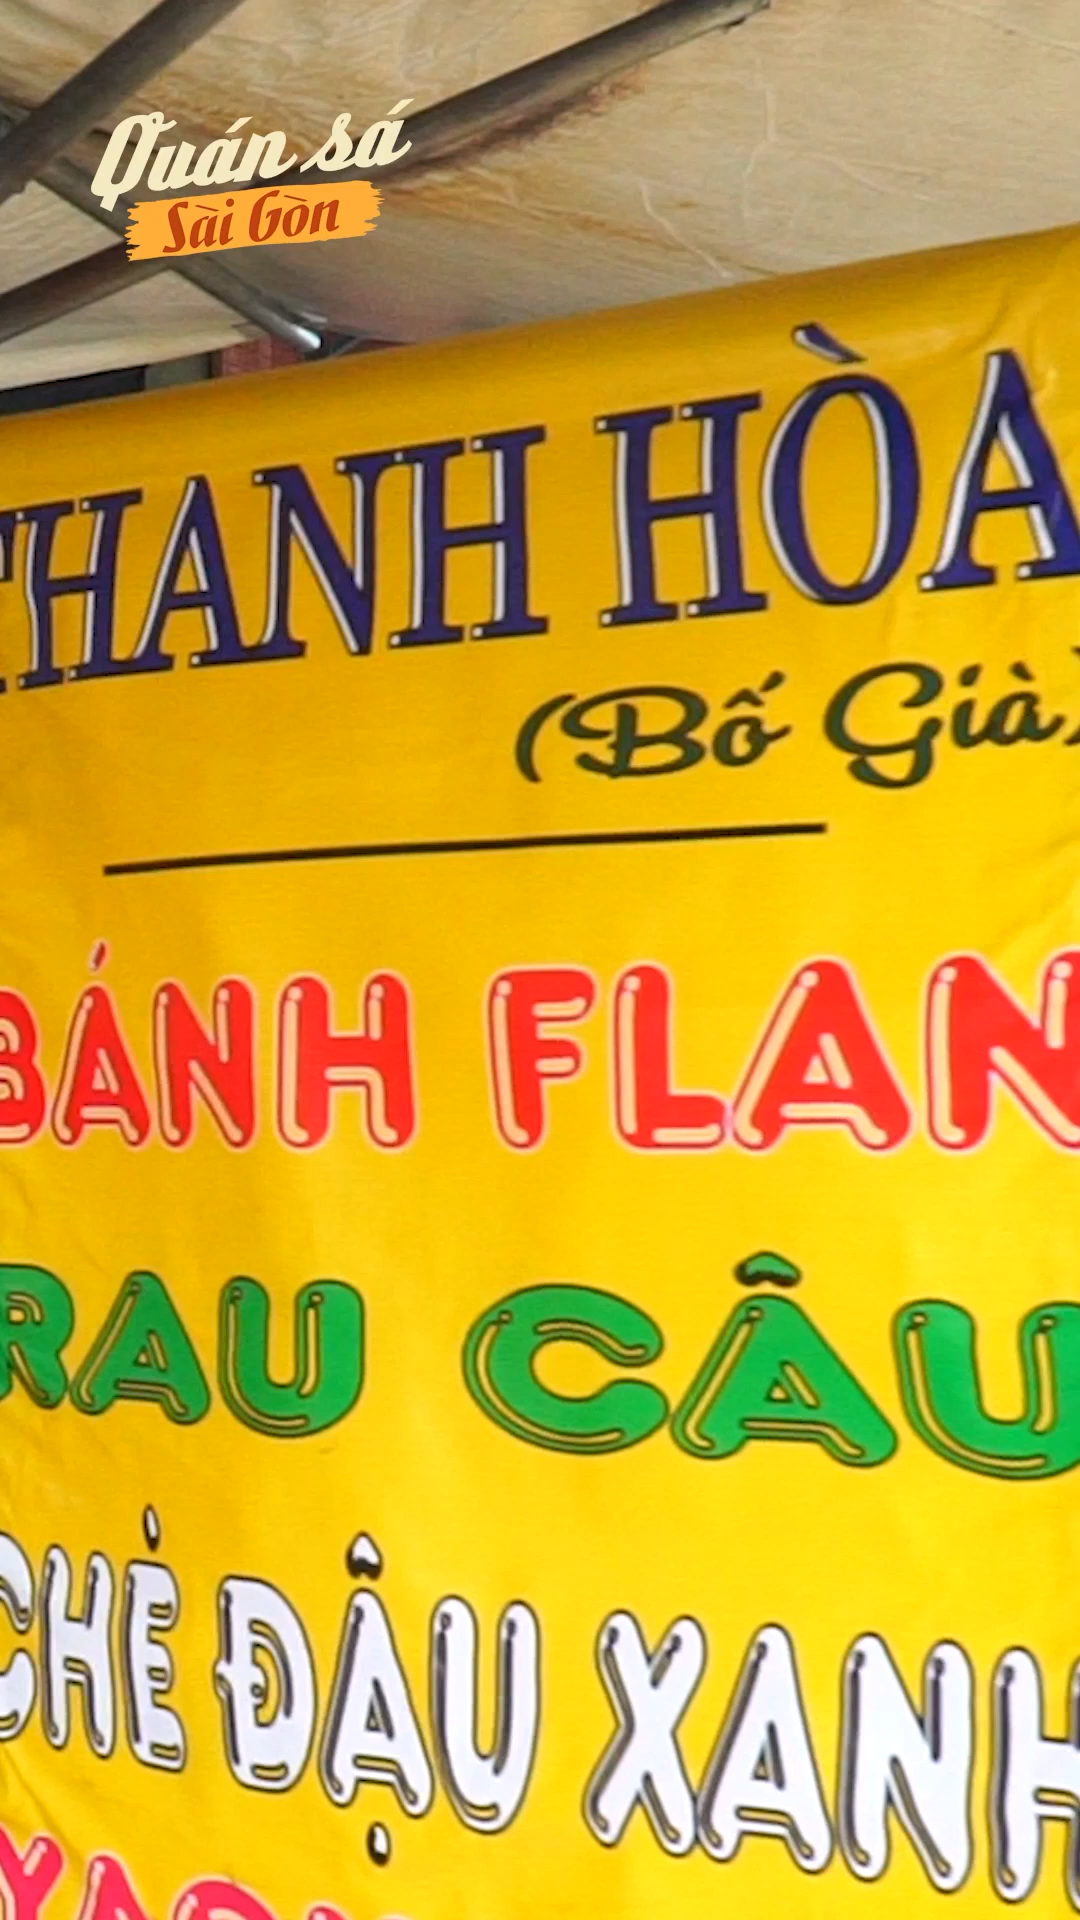 Quán sá
Sài Gòn
THANH HÒA
(Bố Già)
BÁNH FLAN
RAU CÂU
CHÈ ĐẬU XANH